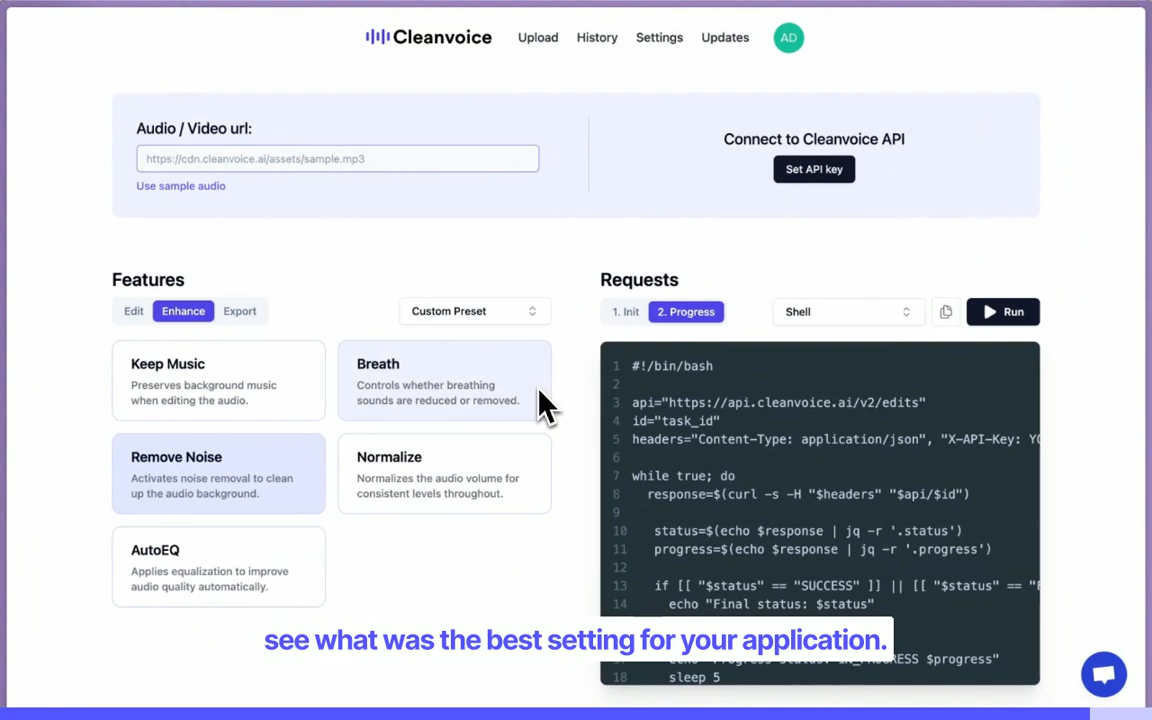 Cleanvoice
Upload
History
Settings
Updates
AD
Audio / Video url:
https://cdn.cleanvoice.ai/assets/sample.mp3
Use sample audio
Connect to Cleanvoice API
Set API key
Features
Edit
Enhance
Export
Custom Preset
Keep Music
Preserves background music
when editing the audio.
Breath
Controls whether breathing
sounds are reduced or removed.
Remove Noise
Activates noise removal to clean
up the audio background.
Normalize
Normalizes the audio volume for
consistent levels throughout.
AutoEQ
Applies equalization to improve
audio quality automatically.
Requests
1. Init
2. Progress
Shell
Run
1 #!/bin/bash
2
3 api="https://api.cleanvoice.ai/v2/edits"
4 id="task_id"
5 headers="Content-Type: application/json", "X-API-Key: YO
6
7 while true; do
8 response=$(curl -s -H "$headers" "$api/$id")
9
10 status=$(echo $response | jq -r '.status')
11 progress=$(echo $response | jq -r '.progress')
12
13 if [[ "$status" == "SUCCESS" ]] || [[ "$status" == "F
14 echo "Final status: $status"
$progress"
18 sleep 5
see what was the best setting for your application.